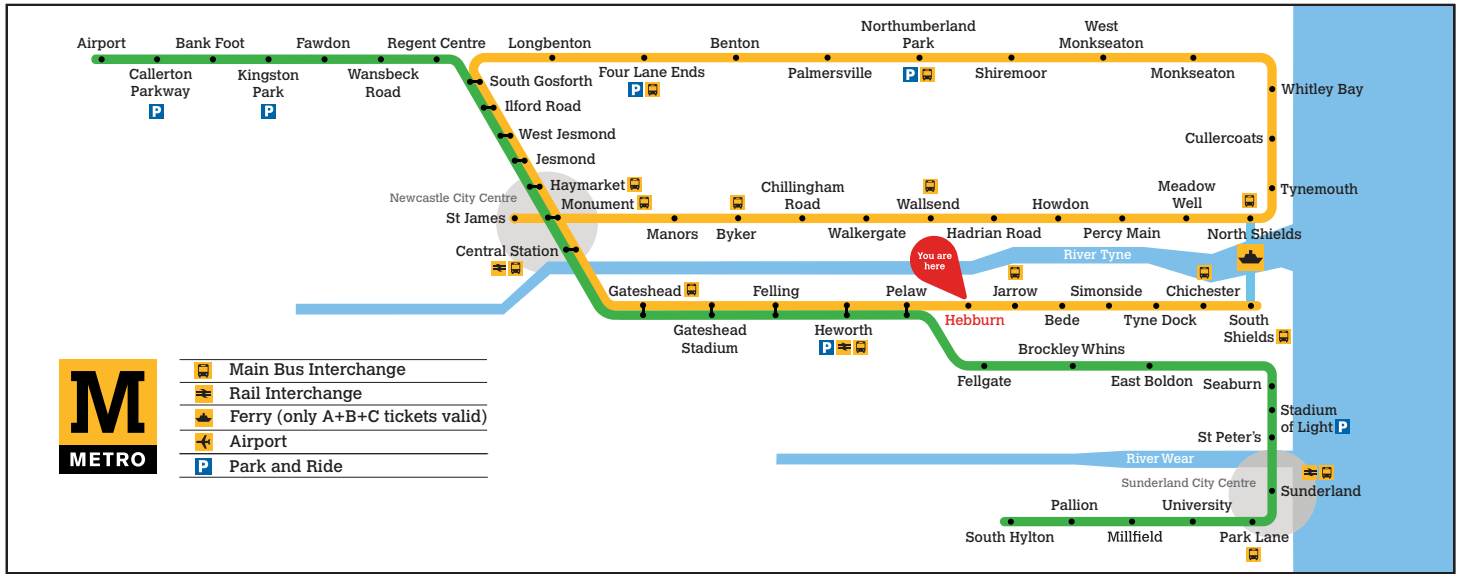 Airport
Callerton
Parkway
P
Bank Foot
Kingston
Park
P
Fawdon
Wansbeck
Road
Regent Centre
Longbenton
Four Lane Ends
P
Benton
Palmersville
Northumberland
Park
P
Shiremoor
West
Monkseaton
Monkseaton
Whitley Bay
Cullercoats
Tynemouth
South Gosforth
Ilford Road
West Jesmond
Jesmond
Haymarket
Newcastle City Centre
Monument
St James
Central Station
Manors
Byker
Chillingham
Road
Walkergate
Wallsend
Hadrian Road
Howdon
Percy Main
Meadow
Well
North Shields
River Tyne
You are
here
Gateshead
Gateshead
Stadium
Felling
Heworth
P
Pelaw
Hebburn
Jarrow
Bede
Simonside
Tyne Dock
Chichester
South
Shields
Fellgate
Brockley Whins
East Boldon
Seaburn
Stadium
of Light P
St Peter's
River Wear
Sunderland City Centre
Sunderland
Park Lane
University
Millfield
Pallion
South Hylton
M
METRO
Main Bus Interchange
Rail Interchange
Ferry (only A+B+C tickets valid)
Airport
P Park and Ride